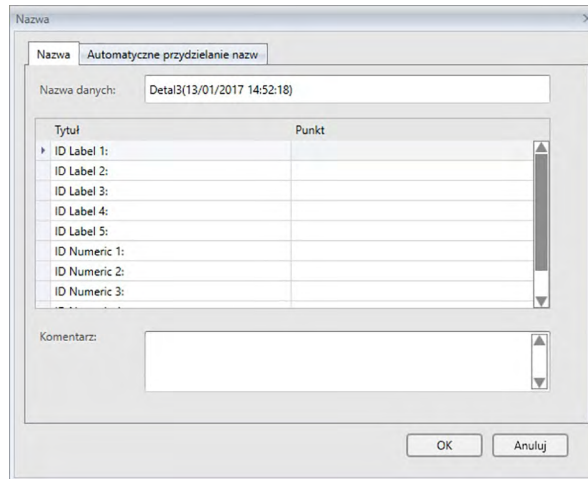 Nazwa
Nazwa Automatyczne przydzielanie nazw
Nazwa danych: Detal3(13/01/2017 14:52:18)
Tytuł Punkt
ID Label 1:
ID Label 2:
ID Label 3:
ID Label 4:
ID Label 5:
ID Numeric 1:
ID Numeric 2:
ID Numeric 3:
Komentarz:
OK Anuluj